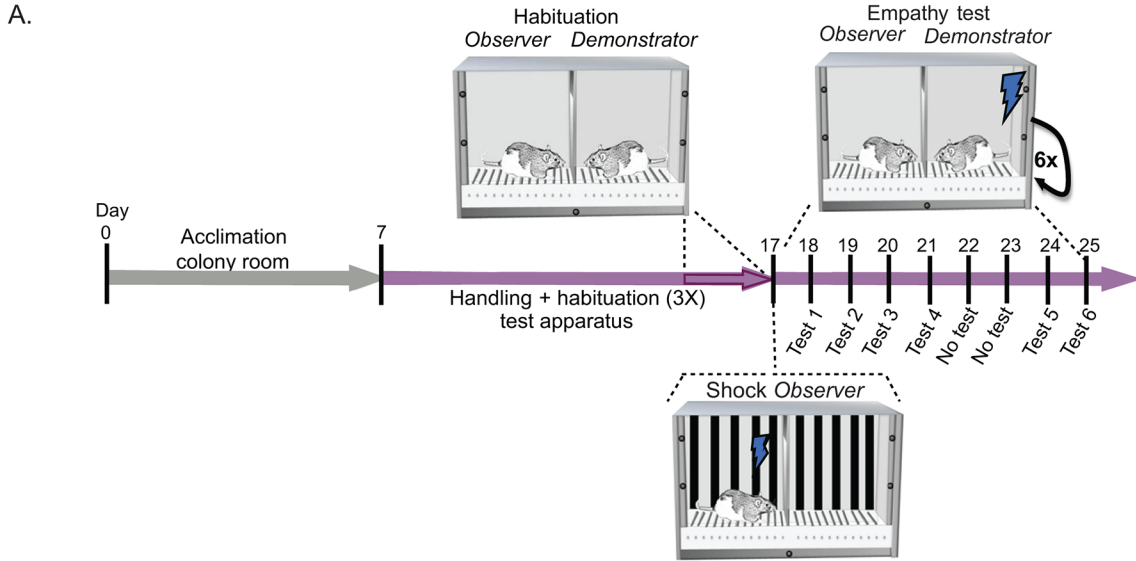 A.
Habituation
Observer Demonstrator
Empathy test
Observer Demonstrator
6x
Day
0
Acclimation
colony room
7
Handling + habituation (3X)
test apparatus
17 18 19 20 21 22 23 24 25
Test 1
Test 2
Test 3
Test 4
No test
No test
Test 5
Test 6
Shock Observer